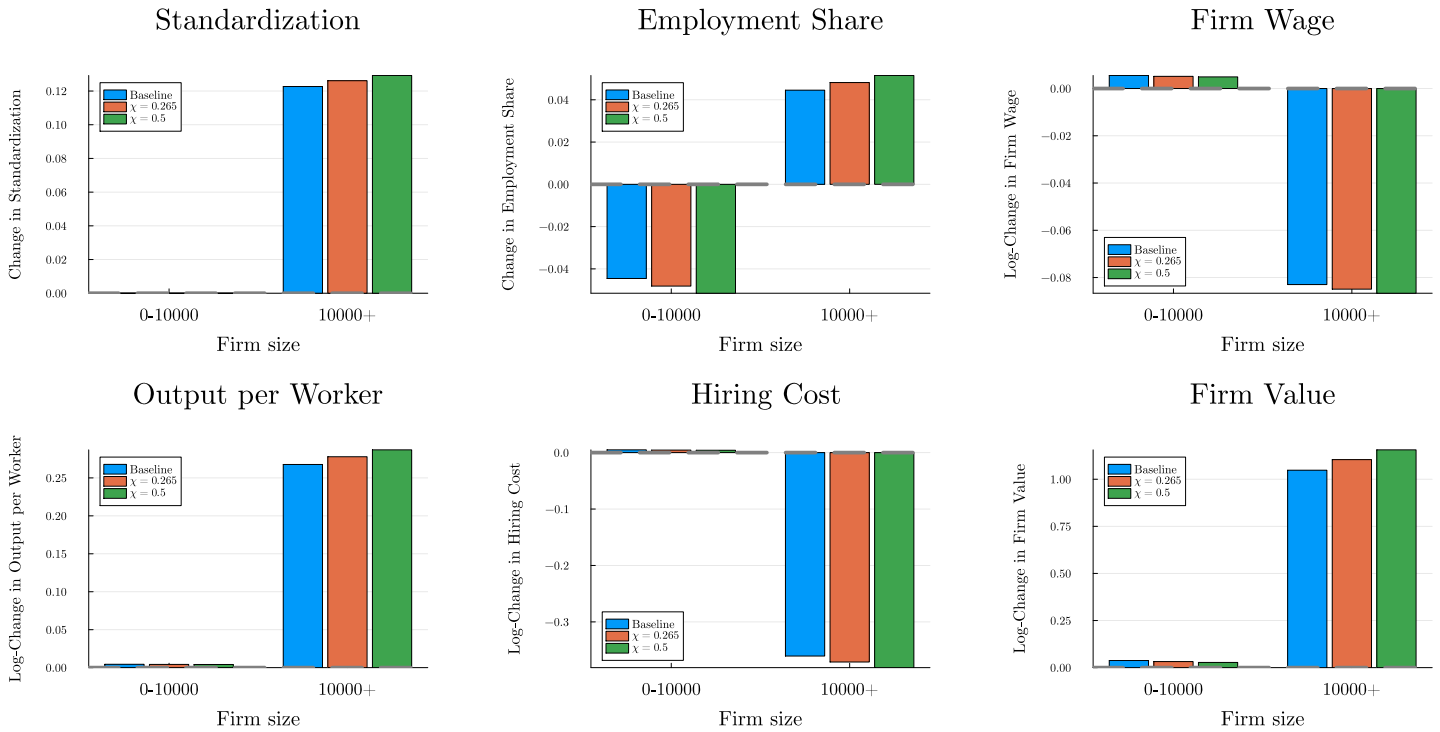 Standardization
Change in Standardization
0.12
0.10
0.08
0.06
0.04
0.02
0.00
Baseline
χ = 0.265
χ = 0.5
0-10000
10000+
Firm size
Employment Share
Change in Employment Share
0.04
0.02
0.00
−0.02
−0.04
Baseline
χ = 0.265
χ = 0.5
0-10000
10000+
Firm size
Firm Wage
Log-Change in Firm Wage
0.00
−0.02
−0.04
−0.06
−0.08
Baseline
χ = 0.265
χ = 0.5
0-10000
10000+
Firm size
Output per Worker
Log-Change in Output per Worker
0.25
0.20
0.15
0.10
0.05
0.00
Baseline
χ = 0.265
χ = 0.5
0-10000
10000+
Firm size
Hiring Cost
Log-Change in Hiring Cost
0.0
−0.1
−0.2
−0.3
Baseline
χ = 0.265
χ = 0.5
0-10000
10000+
Firm size
Firm Value
Log-Change in Firm Value
1.00
0.75
0.50
0.25
0.00
Baseline
χ = 0.265
χ = 0.5
0-10000
10000+
Firm size